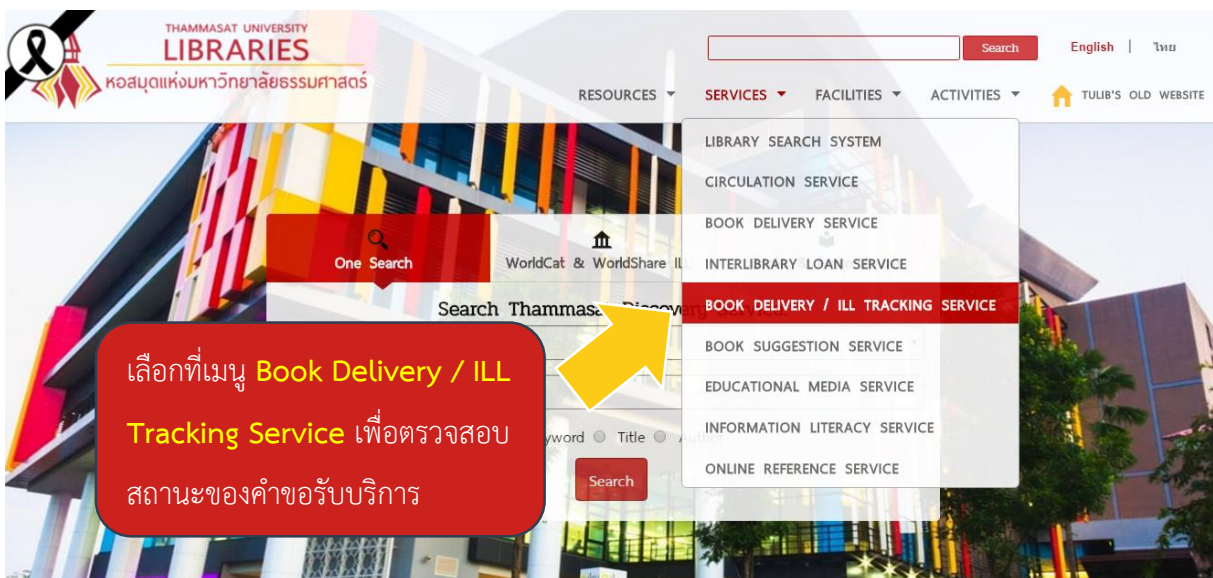 THAMMASAT UNIVERSITY
LIBRARIES
หอสมุดแห่งมหาวิทยาลัยธรรมศาสตร์
Search
English | ไทย
RESOURCES SERVICES FACILITIES ACTIVITIES TULIB'S OLD WEBSITE
LIBRARY SEARCH SYSTEM
CIRCULATION SERVICE
BOOK DELIVERY SERVICE
INTERLIBRARY LOAN SERVICE
BOOK DELIVERY / ILL TRACKING SERVICE
BOOK SUGGESTION SERVICE
EDUCATIONAL MEDIA SERVICE
INFORMATION LITERACY SERVICE
ONLINE REFERENCE SERVICE
One Search
WorldCat & WorldShare IL
Search Thammasa
เลือกที่เมนู Book Delivery / ILL
Tracking Service เพื่อตรวจสอบ
สถานะของคำขอรับบริการ
yword Title Author
Search